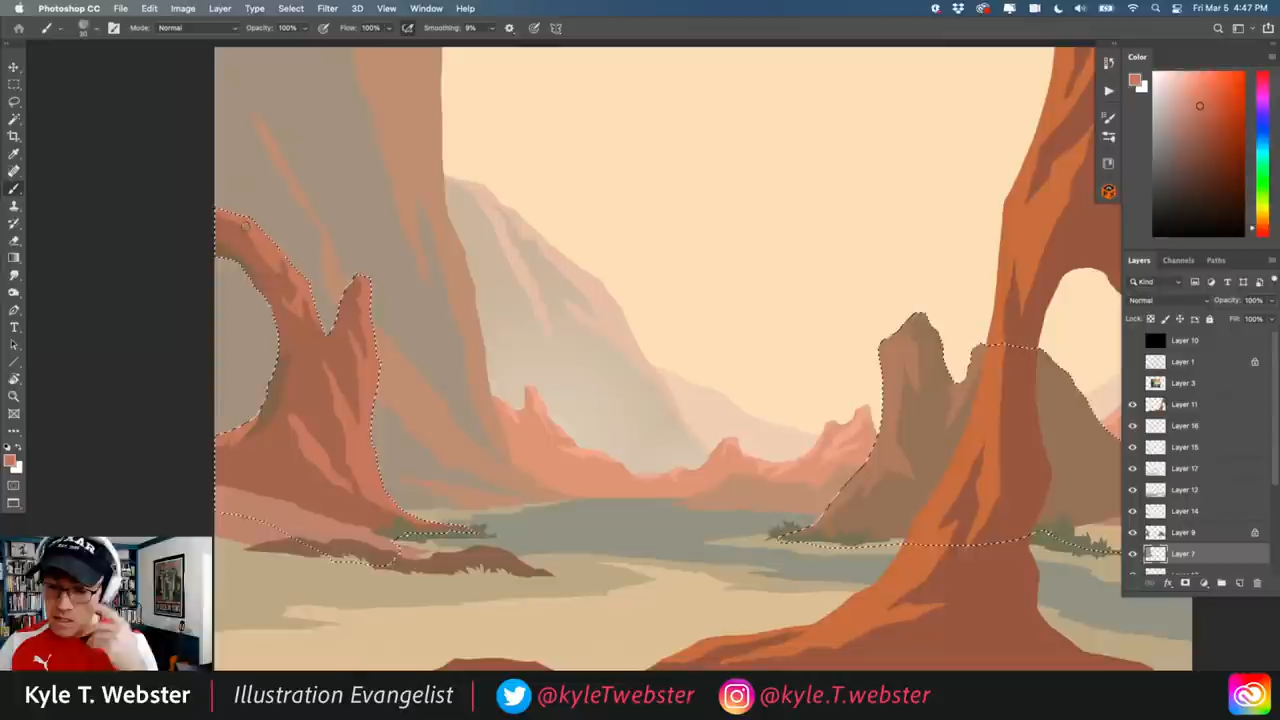 Photoshop CC File Edit Image Layer Type Select Filter 3D View Window Help Fri Mar 5 4:47 PM
Mode: Normal Opacity: 100% Flow: 100% Smoothing: 9%
Color
Layers Channels Paths
Kind
Normal Opacity: 100%
Lock: Fill: 100%
Layer 10
Layer 1
Layer 3
Layer 11
Layer 16
Layer 15
Layer 17
Layer 12
Layer 14
Layer 9
Layer 7
Kyle T. Webster Illustration Evangelist @kyleTwebster @kyle.T.webster